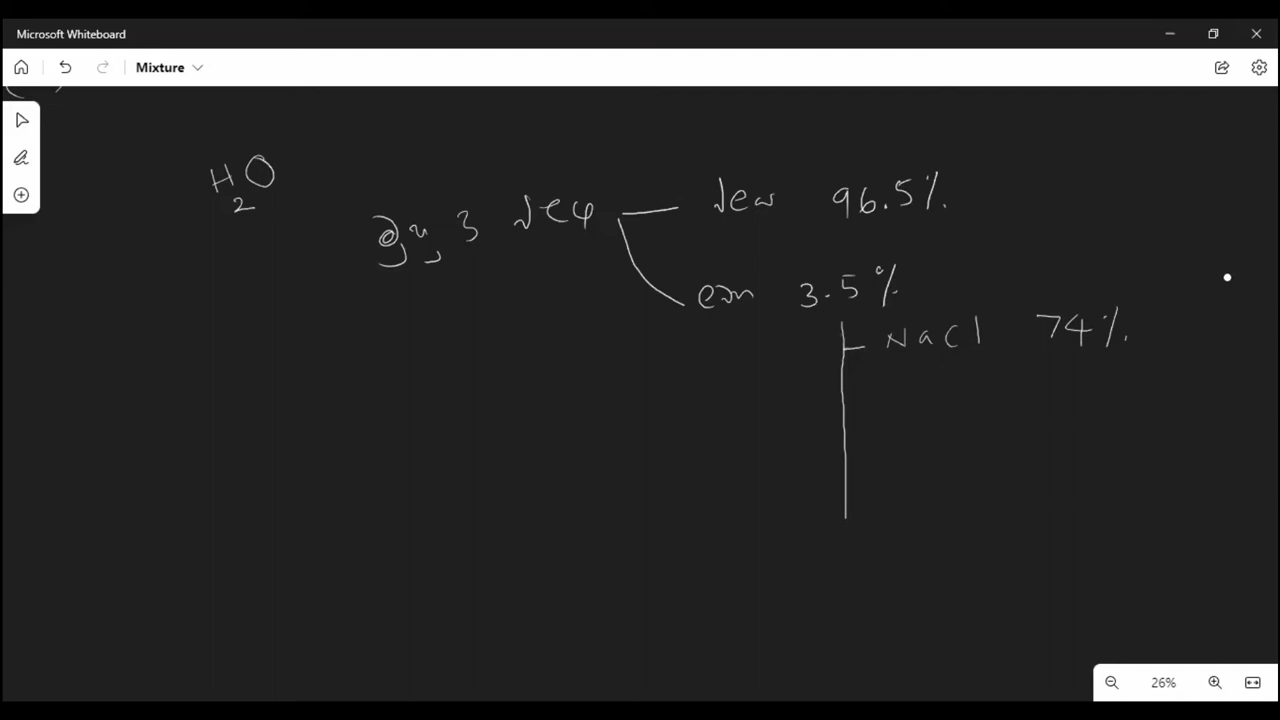 Microsoft Whiteboard
Mixture
H₂O
මුහුදු ජලය — ජලය 96.5%
ලවණ 3.5%
NaCl 74%
26%